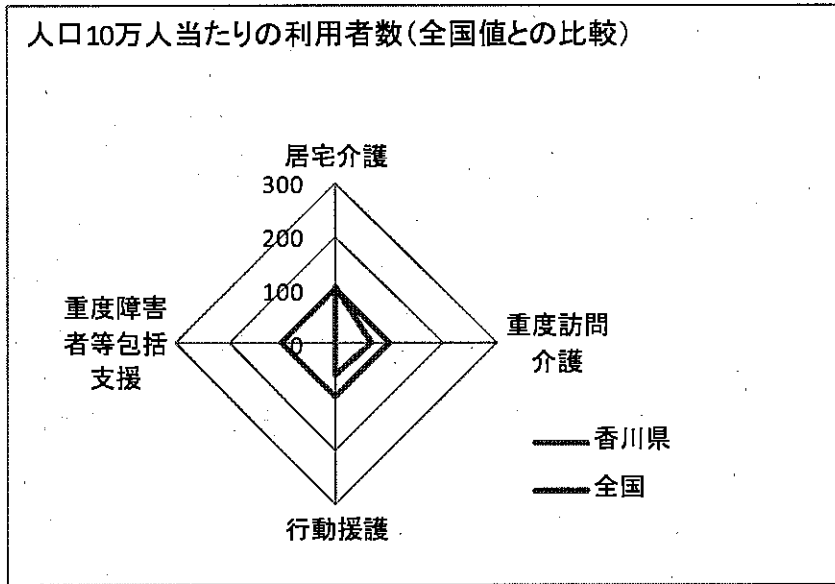 人口10万人当たりの利用者数(全国値との比較)
居宅介護
300
200
100
0
重度障害
者等包括
支援
重度訪問
介護
香川県
全国
行動援護